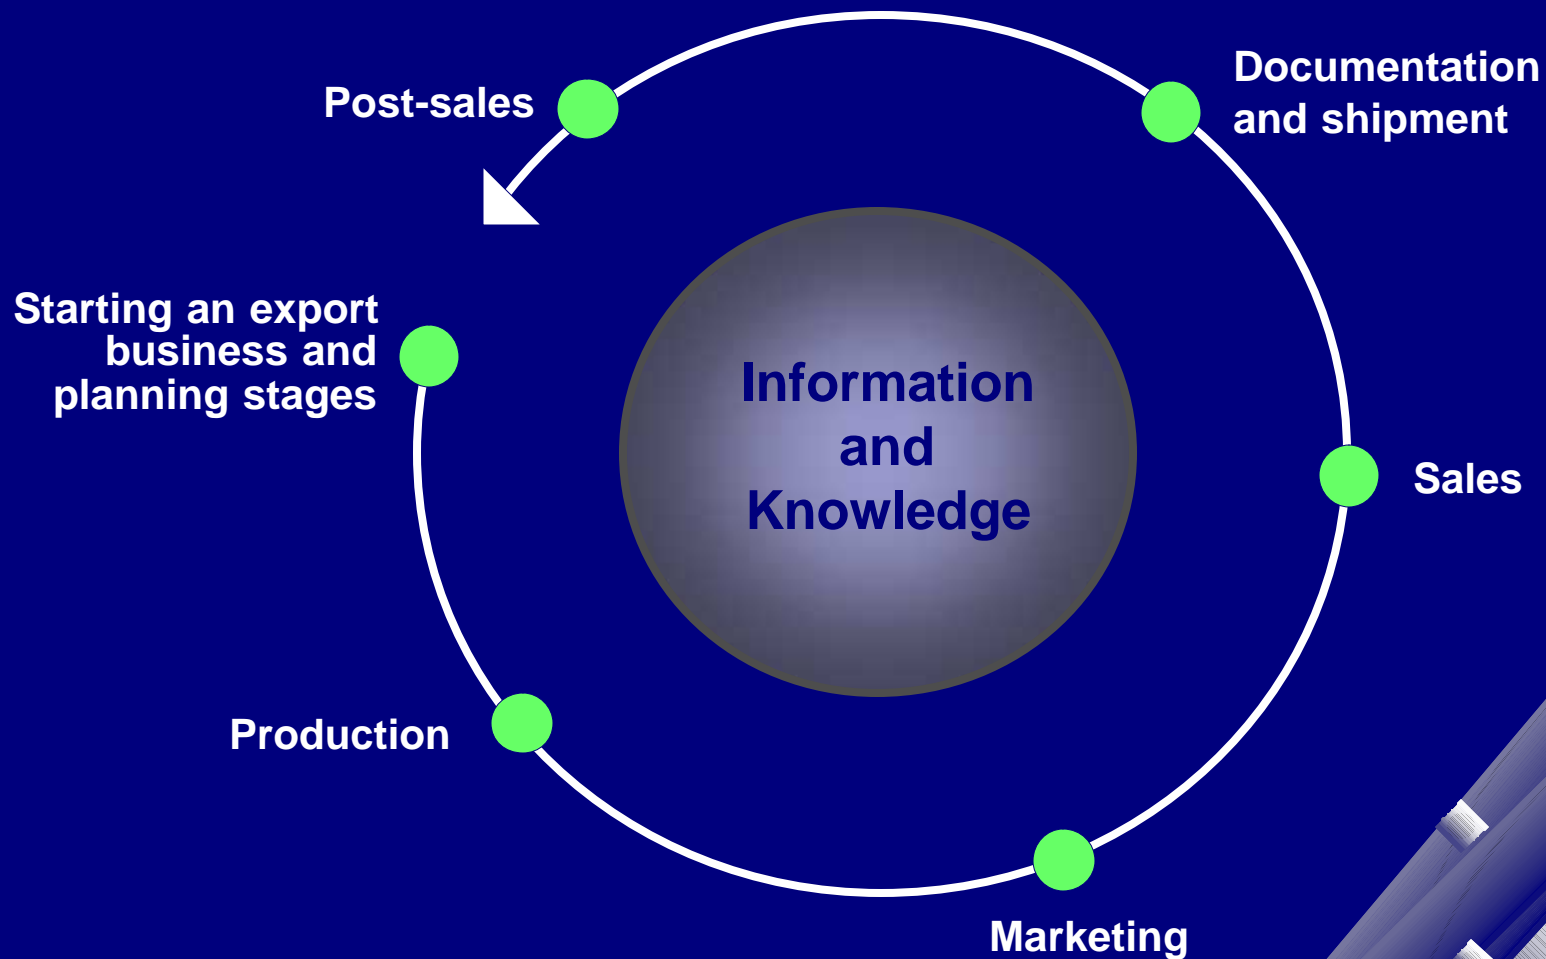 Post-sales
Documentation
and shipment
Starting an export
business and
planning stages
Information
and
Knowledge
Sales
Production
Marketing